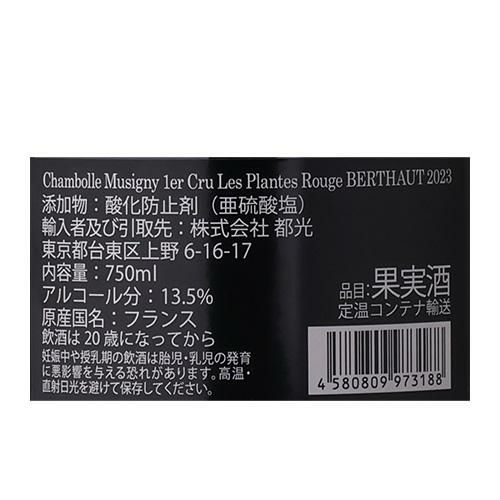 Chambolle Musigny 1er Cru Les Plantes Rouge BERTHAUT 2023
添加物：酸化防止剤（亜硫酸塩）
輸入者及び引取先：株式会社 都光
東京都台東区上野 6-16-17
内容量：750ml
アルコール分：13.5%
原産国名：フランス
飲酒は20歳になってから
妊娠中や授乳期の飲酒は胎児・乳児の発育
に悪影響を与える恐れがあります。高温・
直射日光を避けて保存してください。
品目：果実酒
定温コンテナ輸送
4 580809 973188